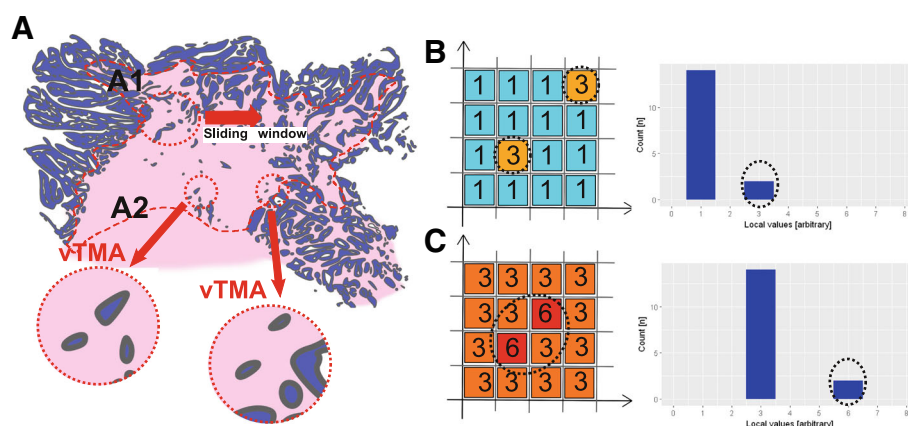 A
A1
Sliding window
A2
vTMA
vTMA
B
1 1 1 3
1 1 1 1
1 3 1 1
1 1 1 1
Count [n]
10
5
0
0 1 2 3 4 5 6 7 8
Local values [arbitrary]
C
3 3 3 3
3 3 6 3
3 6 3 3
3 3 3 3
Count [n]
10
5
0
0 1 2 3 4 5 6 7 8
Local values [arbitrary]